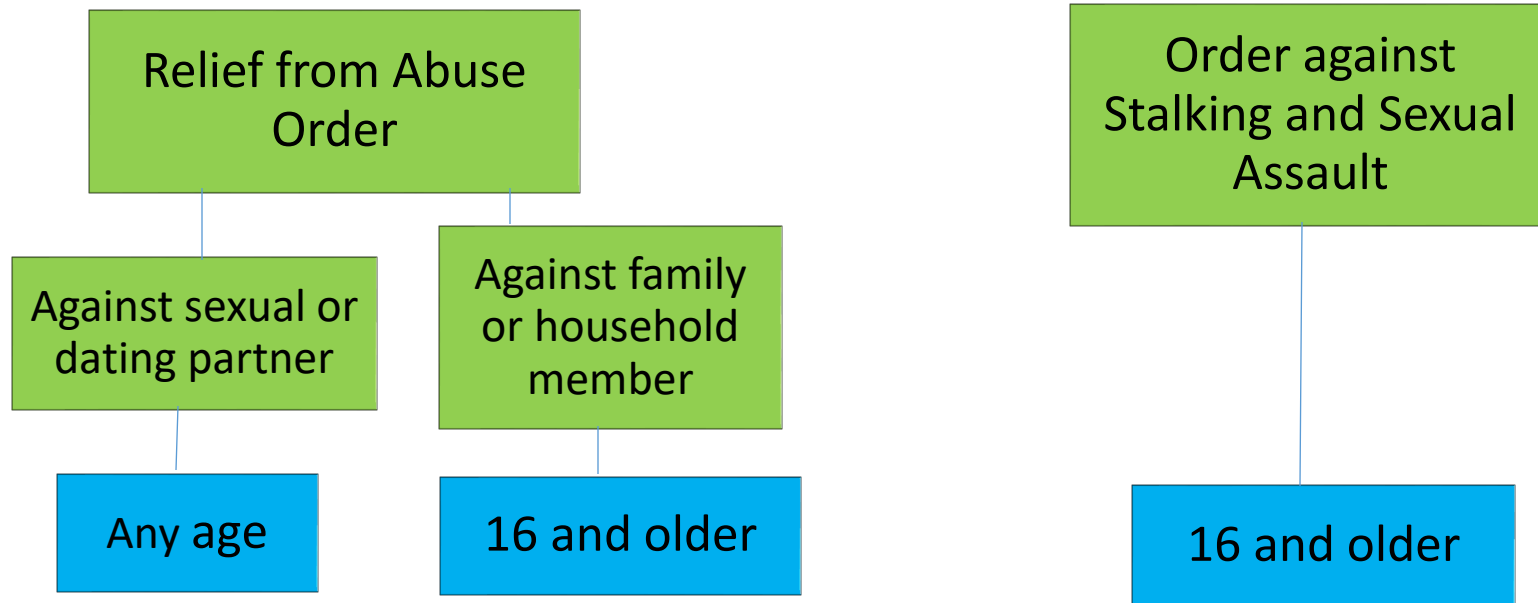 Relief from Abuse
Order
Against sexual or
dating partner
Any age
Against family
or household
member
16 and older
Order against
Stalking and Sexual
Assault
16 and older